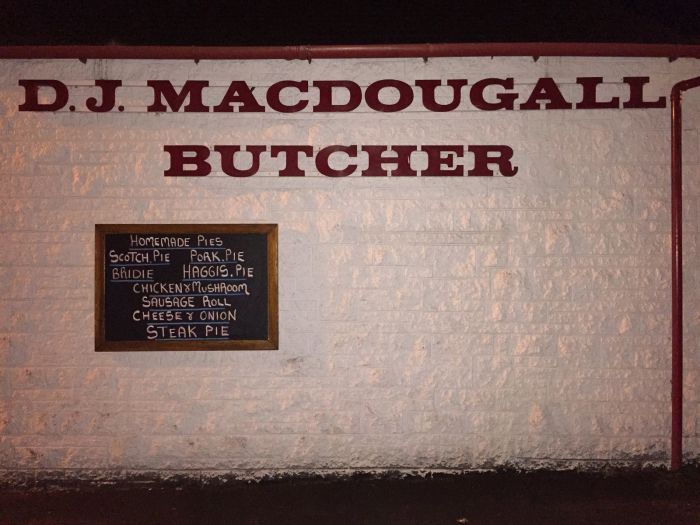 D.J. MACDOUGALL
BUTCHER
HOMEMADE PIES
SCOTCH.PIE PORK.PIE
BRIDIE HAGGIS.PIE
CHICKEN & MUSHROOM
SAUSAGE ROLL
CHEESE & ONION
STEAK PIE